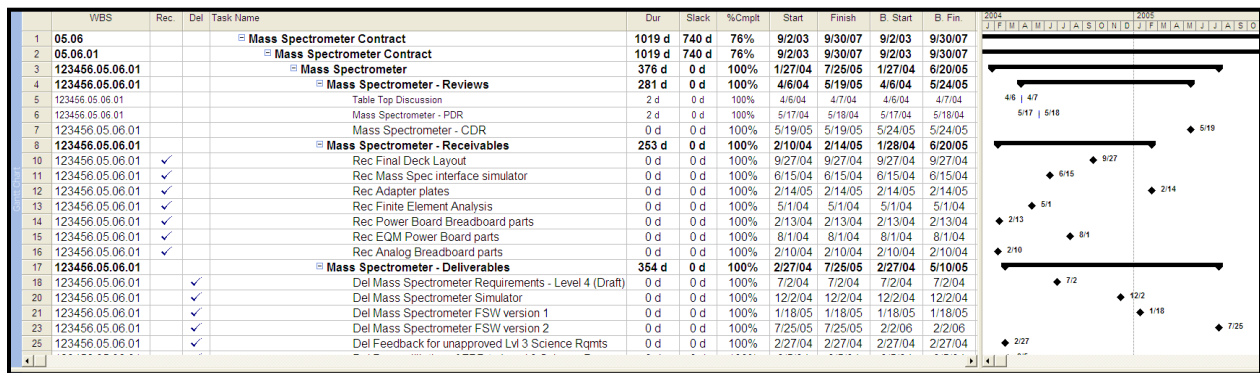 WBS Rec. Del Task Name Dur Slack %Cmplt Start Finish B. Start B. Fin. 2004 2005
J F M A M J J A S O N D J F M A M J J A S O
1 05.06 Mass Spectrometer Contract 1019 d 740 d 76% 9/2/03 9/30/07 9/2/03 9/30/07
2 05.06.01 Mass Spectrometer Contract 1019 d 740 d 76% 9/2/03 9/30/07 9/2/03 9/30/07
3 123456.05.06.01 Mass Spectrometer 376 d 0 d 100% 1/27/04 7/25/05 1/27/04 6/20/05
4 123456.05.06.01 Mass Spectrometer - Reviews 281 d 0 d 100% 4/6/04 5/19/05 4/6/04 5/24/05
5 123456.05.06.01 Table Top Discussion 2 d 0 d 100% 4/6/04 4/7/04 4/6/04 4/7/04 4/6 4/7
6 123456.05.06.01 Mass Spectrometer - PDR 2 d 0 d 100% 5/17/04 5/18/04 5/17/04 5/18/04 5/17 5/18
7 123456.05.06.01 Mass Spectrometer - CDR 0 d 0 d 100% 5/19/05 5/19/05 5/24/05 5/24/05 5/19
8 123456.05.06.01 Mass Spectrometer - Receivables 253 d 0 d 100% 2/10/04 2/14/05 1/28/04 6/20/05
10 123456.05.06.01 Rec Final Deck Layout 0 d 0 d 100% 9/27/04 9/27/04 9/27/04 9/27/04 9/27
11 123456.05.06.01 Rec Mass Spec interface simulator 0 d 0 d 100% 6/15/04 6/15/04 6/15/04 6/15/04 6/15
12 123456.05.06.01 Rec Adapter plates 0 d 0 d 100% 2/14/05 2/14/05 2/14/05 2/14/05 2/14
13 123456.05.06.01 Rec Finite Element Analysis 0 d 0 d 100% 5/1/04 5/1/04 5/1/04 5/1/04 5/1
14 123456.05.06.01 Rec Power Board Breadboard parts 0 d 0 d 100% 2/13/04 2/13/04 2/13/04 2/13/04 2/13
15 123456.05.06.01 Rec EQM Power Board parts 0 d 0 d 100% 8/1/04 8/1/04 8/1/04 8/1/04 8/1
16 123456.05.06.01 Rec Analog Breadboard parts 0 d 0 d 100% 2/10/04 2/10/04 2/10/04 2/10/04 2/10
17 123456.05.06.01 Mass Spectrometer - Deliverables 354 d 0 d 100% 2/27/04 7/25/05 2/27/04 5/10/05
18 123456.05.06.01 Del Mass Spectrometer Requirements - Level 4 (Draft) 0 d 0 d 100% 7/2/04 7/2/04 7/2/04 7/2/04 7/2
20 123456.05.06.01 Del Mass Spectrometer Simulator 0 d 0 d 100% 12/2/04 12/2/04 12/2/04 12/2/04 12/2
21 123456.05.06.01 Del Mass Spectrometer FSW version 1 0 d 0 d 100% 1/18/05 1/18/05 1/18/05 1/18/05 1/18
23 123456.05.06.01 Del Mass Spectrometer FSW version 2 0 d 0 d 100% 7/25/05 7/25/05 2/2/06 2/2/06 7/25
25 123456.05.06.01 Del Feedback for unapproved Lvl 3 Science Rqmts 0 d 0 d 100% 2/27/04 2/27/04 2/27/04 2/27/04 2/27
Gantt Chart